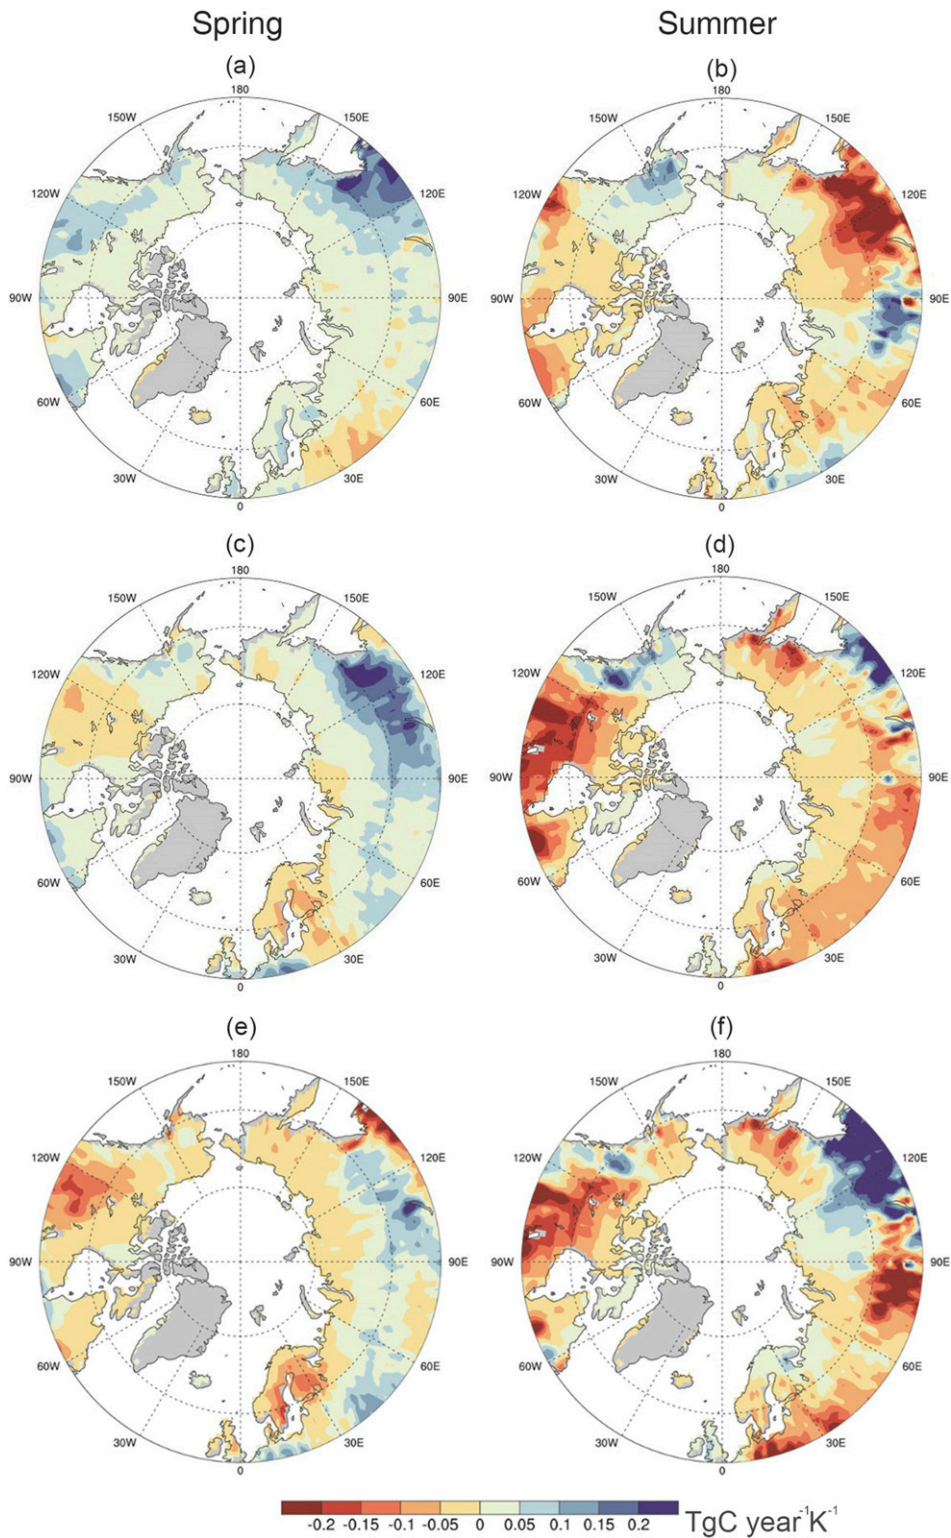 Spring Summer
(a) (b)
180 180
150W 150E 150W 150E
120W 120E 120W 120E
90W 90E 90W 90E
60W 60E 60W 60E
30W 30E 30W 30E
0 0
(c) (d)
180 180
150W 150E 150W 150E
120W 120E 120W 120E
90W 90E 90W 90E
60W 60E 60W 60E
30W 30E 30W 30E
0 0
(e) (f)
180 180
150W 150E 150W 150E
120W 120E 120W 120E
90W 90E 90W 90E
60W 60E 60W 60E
30W 30E 30W 30E
0 0
-0.2 -0.15 -0.1 -0.05 0 0.05 0.1 0.15 0.2 TgC year⁻¹K⁻¹